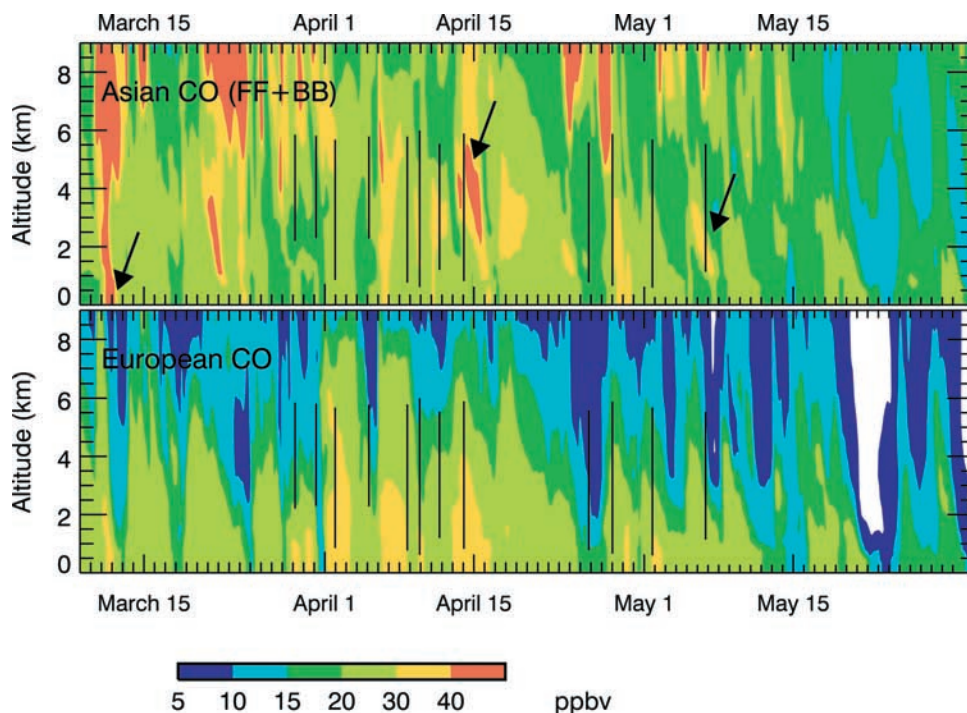 March 15 April 1 April 15 May 1 May 15
8
Asian CO (FF+BB)
6
4
2
0
Altitude (km)
8
European CO
6
4
2
0
Altitude (km)
March 15 April 1 April 15 May 1 May 15
5 10 15 20 30 40 ppbv